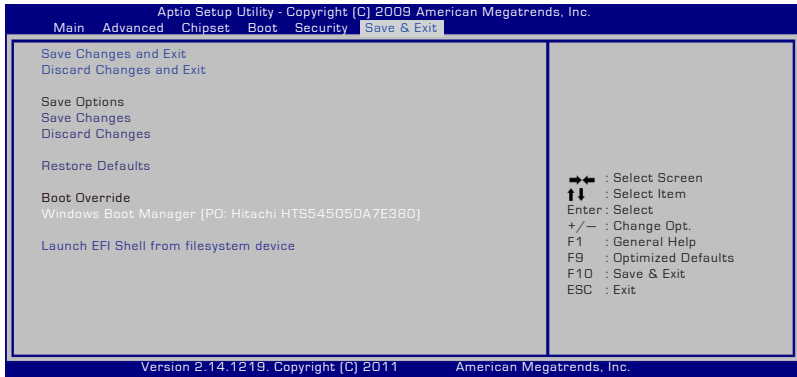 Aptio Setup Utility - Copyright (C) 2009 American Megatrends, Inc.
Main Advanced Chipset Boot Security Save & Exit
Save Changes and Exit
Discard Changes and Exit
Save Options
Save Changes
Discard Changes
Restore Defaults
Boot Override
Windows Boot Manager (PO: Hitachi HTS545050A7E380)
Launch EFI Shell from filesystem device
→← : Select Screen
↑↓ : Select Item
Enter : Select
+/− : Change Opt.
F1 : General Help
F9 : Optimized Defaults
F10 : Save & Exit
ESC : Exit
Version 2.14.1219. Copyright (C) 2011 American Megatrends, Inc.